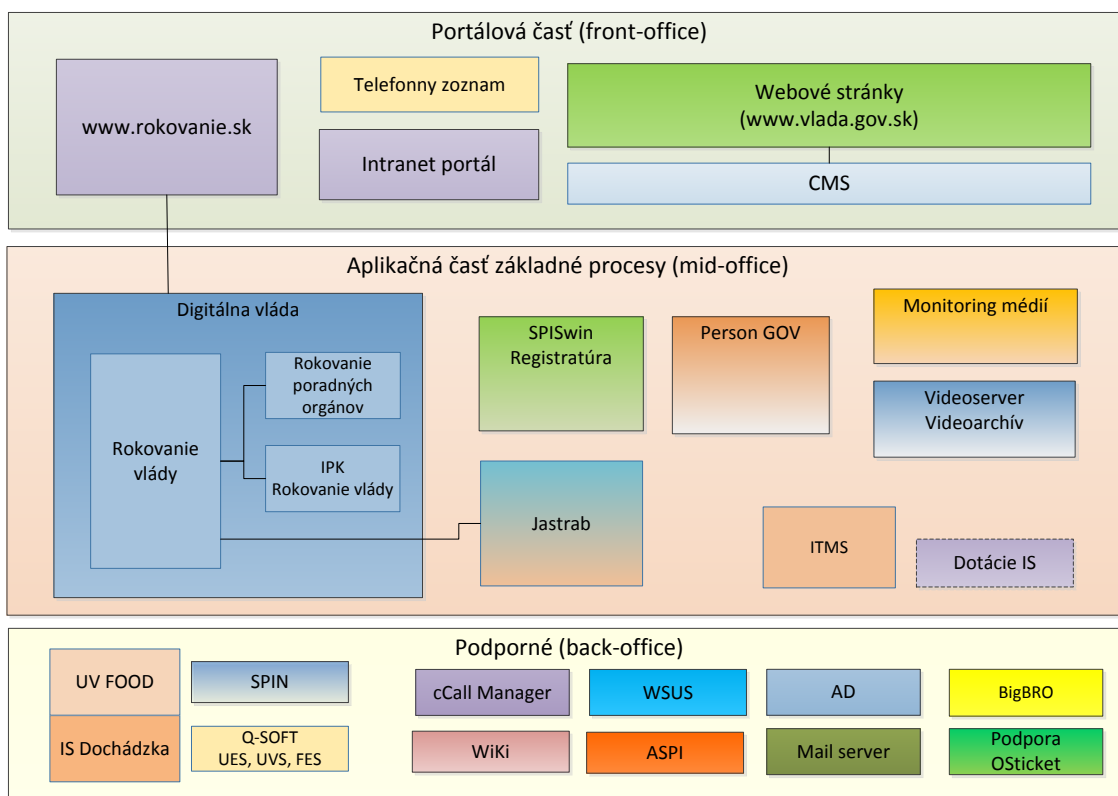 Portálová časť (front-office)
www.rokovanie.sk
Telefonny zoznam
Intranet portál
Webové stránky
(www.vlada.gov.sk)
CMS
Aplikačná časť základné procesy (mid-office)
Digitálna vláda
Rokovanie
vlády
Rokovanie
poradných
orgánov
IPK
Rokovanie vlády
SPISwin
Registratúra
Person GOV
Monitoring médií
Videoserver
Videoarchív
Jastrab
ITMS
Dotácie IS
Podporné (back-office)
UV FOOD
SPIN
cCall Manager
WSUS
AD
BigBRO
IS Dochádzka
Q-SOFT
UES, UVS, FES
WiKi
ASPI
Mail server
Podpora
OSticket